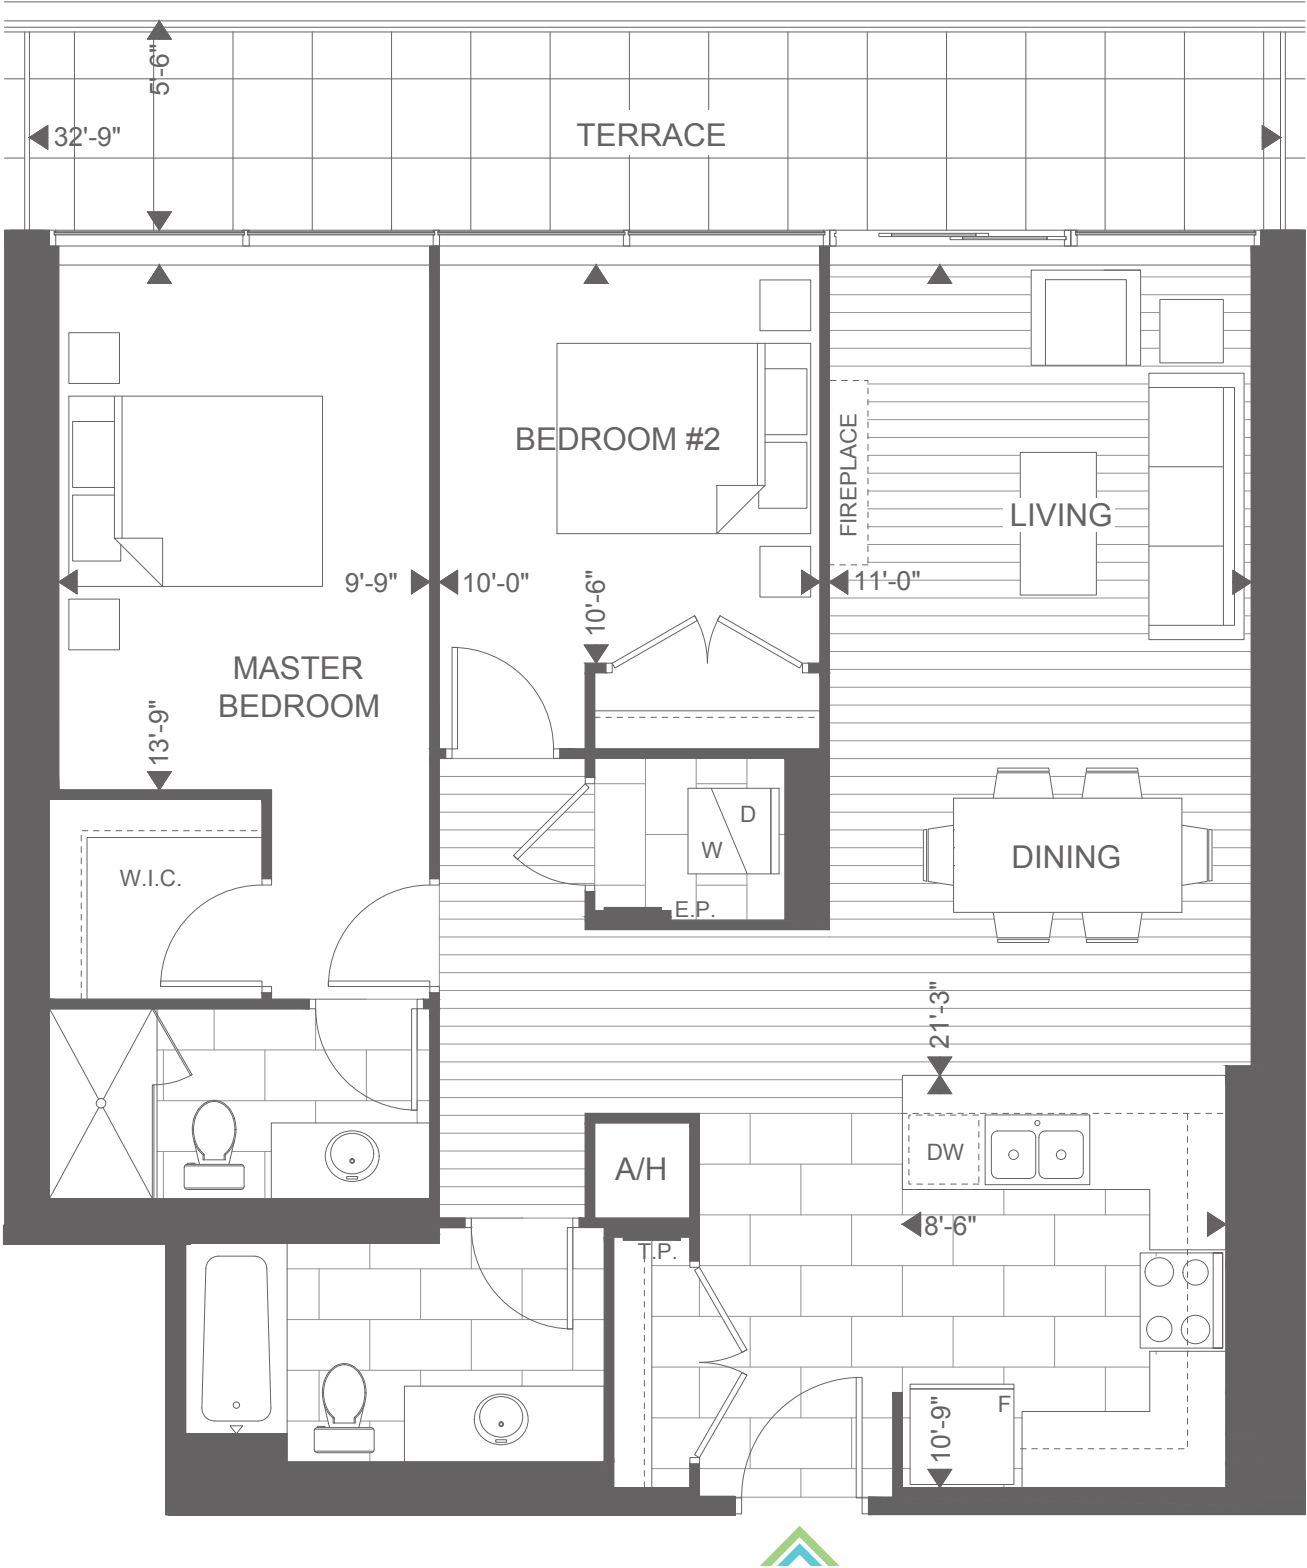 5'-6"
32'-9"
TERRACE
BEDROOM #2
FIREPLACE
LIVING
9'-9"
10'-0"
10'-6"
11'-0"
MASTER
BEDROOM
13'-9"
D
W
DINING
W.I.C.
E.P.
21'-3"
DW
A/H
8'-6"
T.P.
F
10'-9"